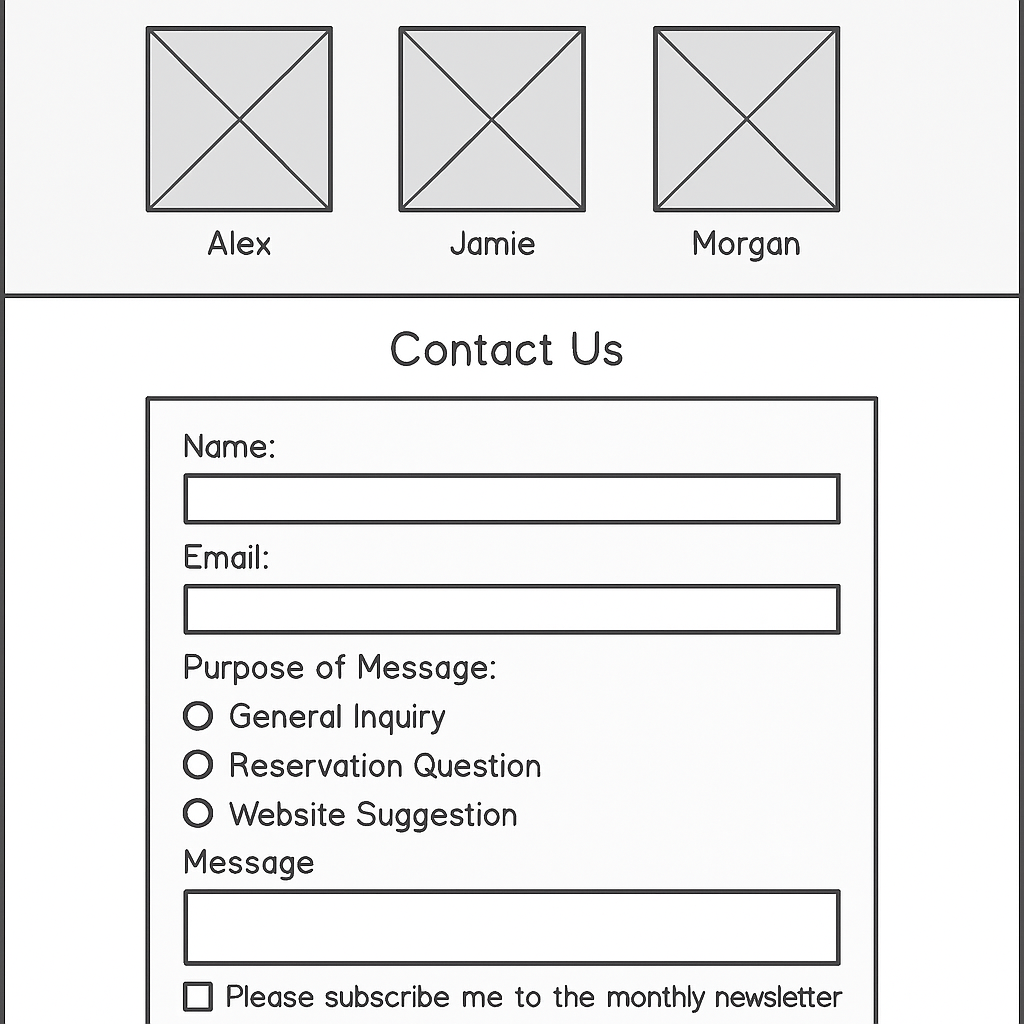 Alex Jamie Morgan
Contact Us
Name:
Email:
Purpose of Message:
General Inquiry
Reservation Question
Website Suggestion
Message
Please subscribe me to the monthly newsletter